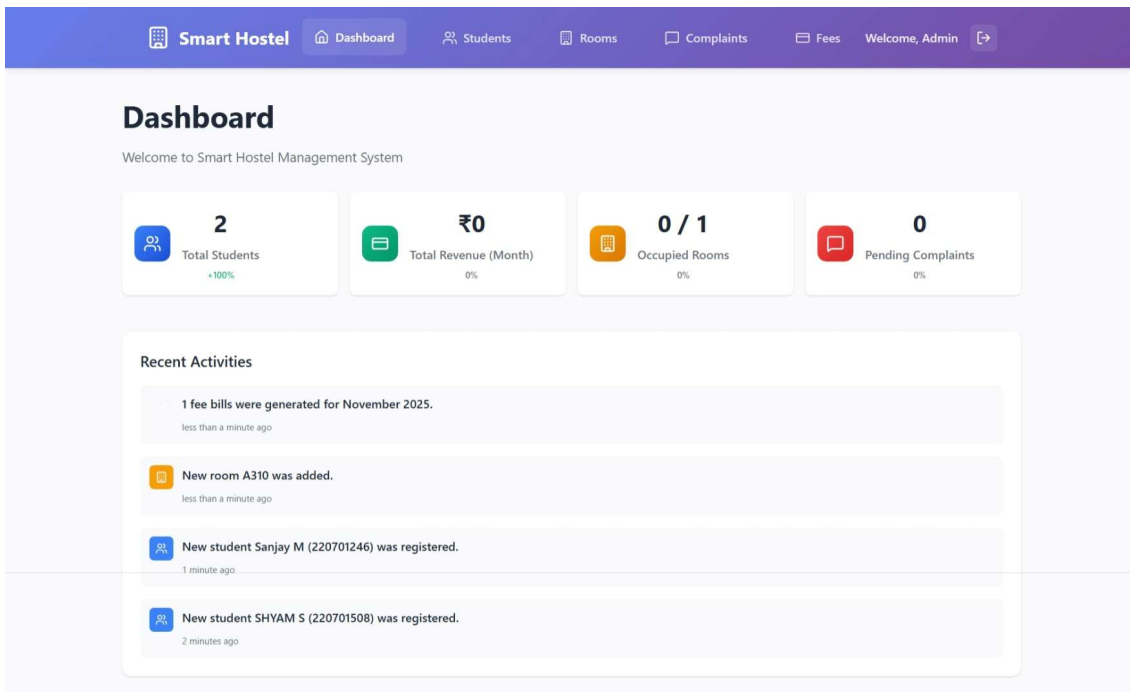 Smart Hostel Dashboard Students Rooms Complaints Fees Welcome, Admin
Dashboard
Welcome to Smart Hostel Management System
2
Total Students
+100%
₹0
Total Revenue (Month)
0%
0 / 1
Occupied Rooms
0%
0
Pending Complaints
0%
Recent Activities
1 fee bills were generated for November 2025.
less than a minute ago
New room A310 was added.
less than a minute ago
New student Sanjay M (220701246) was registered.
1 minute ago
New student SHYAM S (220701508) was registered.
2 minutes ago